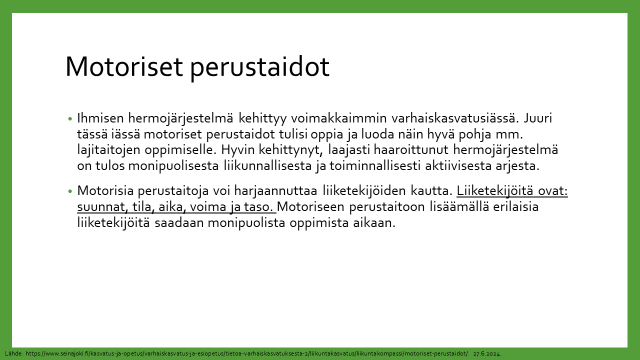 Motoriset perustaidot
• Ihmisen hermojärjestelmä kehittyy voimakkaimmin varhaiskasvatusiässä. Juuri
tässä iässä motoriset perustaidot tulisi oppia ja luoda näin hyvä pohja mm.
lajitaitojen oppimiselle. Hyvin kehittynyt, laajasti haaroittunut hermojärjestelmä
on tulos monipuolisesta liikunnallisesta ja toiminnallisesti aktiivisesta arjesta.
• Motorisia perustaitoja voi harjaannuttaa liiketekijöiden kautta. Liiketekijöitä ovat:
suunnat, tila, aika, voima ja taso. Motoriseen perustaitoon lisäämällä erilaisia
liiketekijöitä saadaan monipuolista oppimista aikaan.
Lähde: https://www.seinajoki.fi/kasvatus-ja-opetus/varhaiskasvatus-ja-esiopetus/tietoa-varhaiskasvatuksesta-2/liikuntakasvatus/liikuntakompassi/motoriset-perustaidot/. 27.6.2024